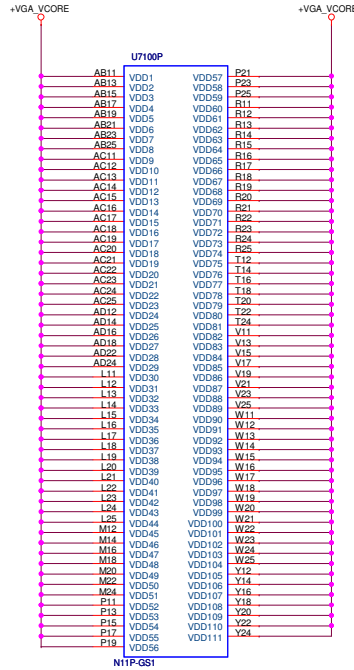 +VGA_VCORE +VGA_VCORE
U7100P
AB11 VDD1 VDD57 P21
AB13 VDD2 VDD58 P23
AB15 VDD3 VDD59 P25
AB17 VDD4 VDD60 R11
AB19 VDD5 VDD61 R12
AB21 VDD6 VDD62 R13
AB23 VDD7 VDD63 R14
AB25 VDD8 VDD64 R15
AC11 VDD9 VDD65 R16
AC12 VDD10 VDD66 R17
AC13 VDD11 VDD67 R18
AC14 VDD12 VDD68 R19
AC15 VDD13 VDD69 R20
AC16 VDD14 VDD70 R21
AC17 VDD15 VDD71 R22
AC18 VDD16 VDD72 R23
AC19 VDD17 VDD73 R24
AC20 VDD18 VDD74 R25
AC21 VDD19 VDD75 T12
AC22 VDD20 VDD76 T14
AC23 VDD21 VDD77 T16
AC24 VDD22 VDD78 T18
AC25 VDD23 VDD79 T20
AD12 VDD24 VDD80 T22
AD14 VDD25 VDD81 T24
AD16 VDD26 VDD82 V11
AD18 VDD27 VDD83 V13
AD22 VDD28 VDD84 V15
AD24 VDD29 VDD85 V17
L11 VDD30 VDD86 V19
L12 VDD31 VDD87 V21
L13 VDD32 VDD88 V23
L14 VDD33 VDD89 V25
L15 VDD34 VDD90 W11
L16 VDD35 VDD91 W12
L17 VDD36 VDD92 W13
L18 VDD37 VDD93 W14
L19 VDD38 VDD94 W15
L20 VDD39 VDD95 W16
L21 VDD40 VDD96 W17
L22 VDD41 VDD97 W18
L23 VDD42 VDD98 W19
L24 VDD43 VDD99 W20
L25 VDD44 VDD100 W21
M12 VDD45 VDD101 W22
M14 VDD46 VDD102 W23
M16 VDD47 VDD103 W24
M18 VDD48 VDD104 W25
M20 VDD49 VDD105 Y12
M22 VDD50 VDD106 Y14
M24 VDD51 VDD107 Y16
P11 VDD52 VDD108 Y18
P13 VDD53 VDD109 Y20
P15 VDD54 VDD110 Y22
P17 VDD55 VDD111 Y24
P19 VDD56
N11P-GS1